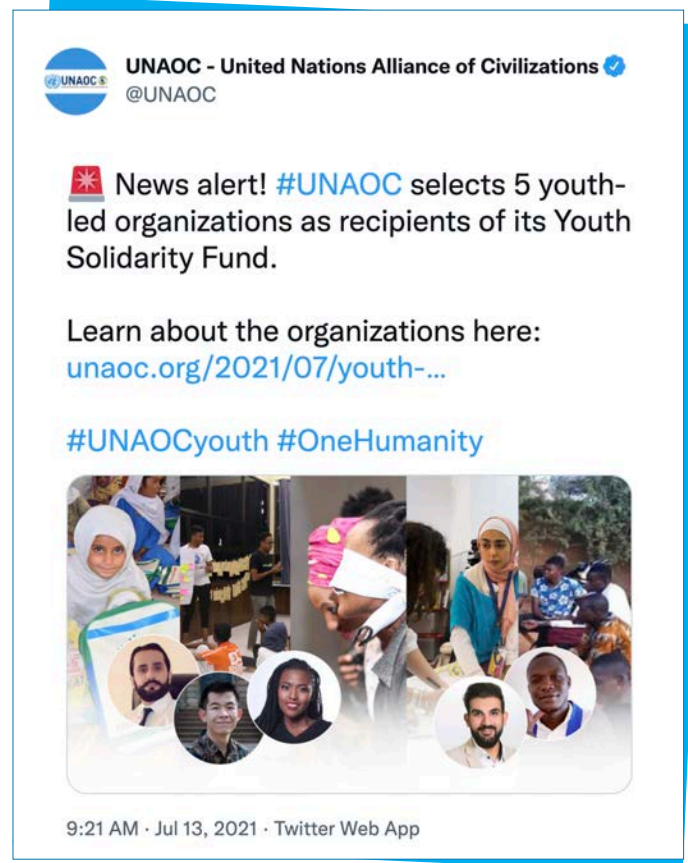 UNAOC
UNAOC - United Nations Alliance of Civilizations
@UNAOC
🚨 News alert! #UNAOC selects 5 youth-
led organizations as recipients of its Youth
Solidarity Fund.
Learn about the organizations here:
unaoc.org/2021/07/youth-...
#UNAOCyouth #OneHumanity
9:21 AM · Jul 13, 2021 · Twitter Web App